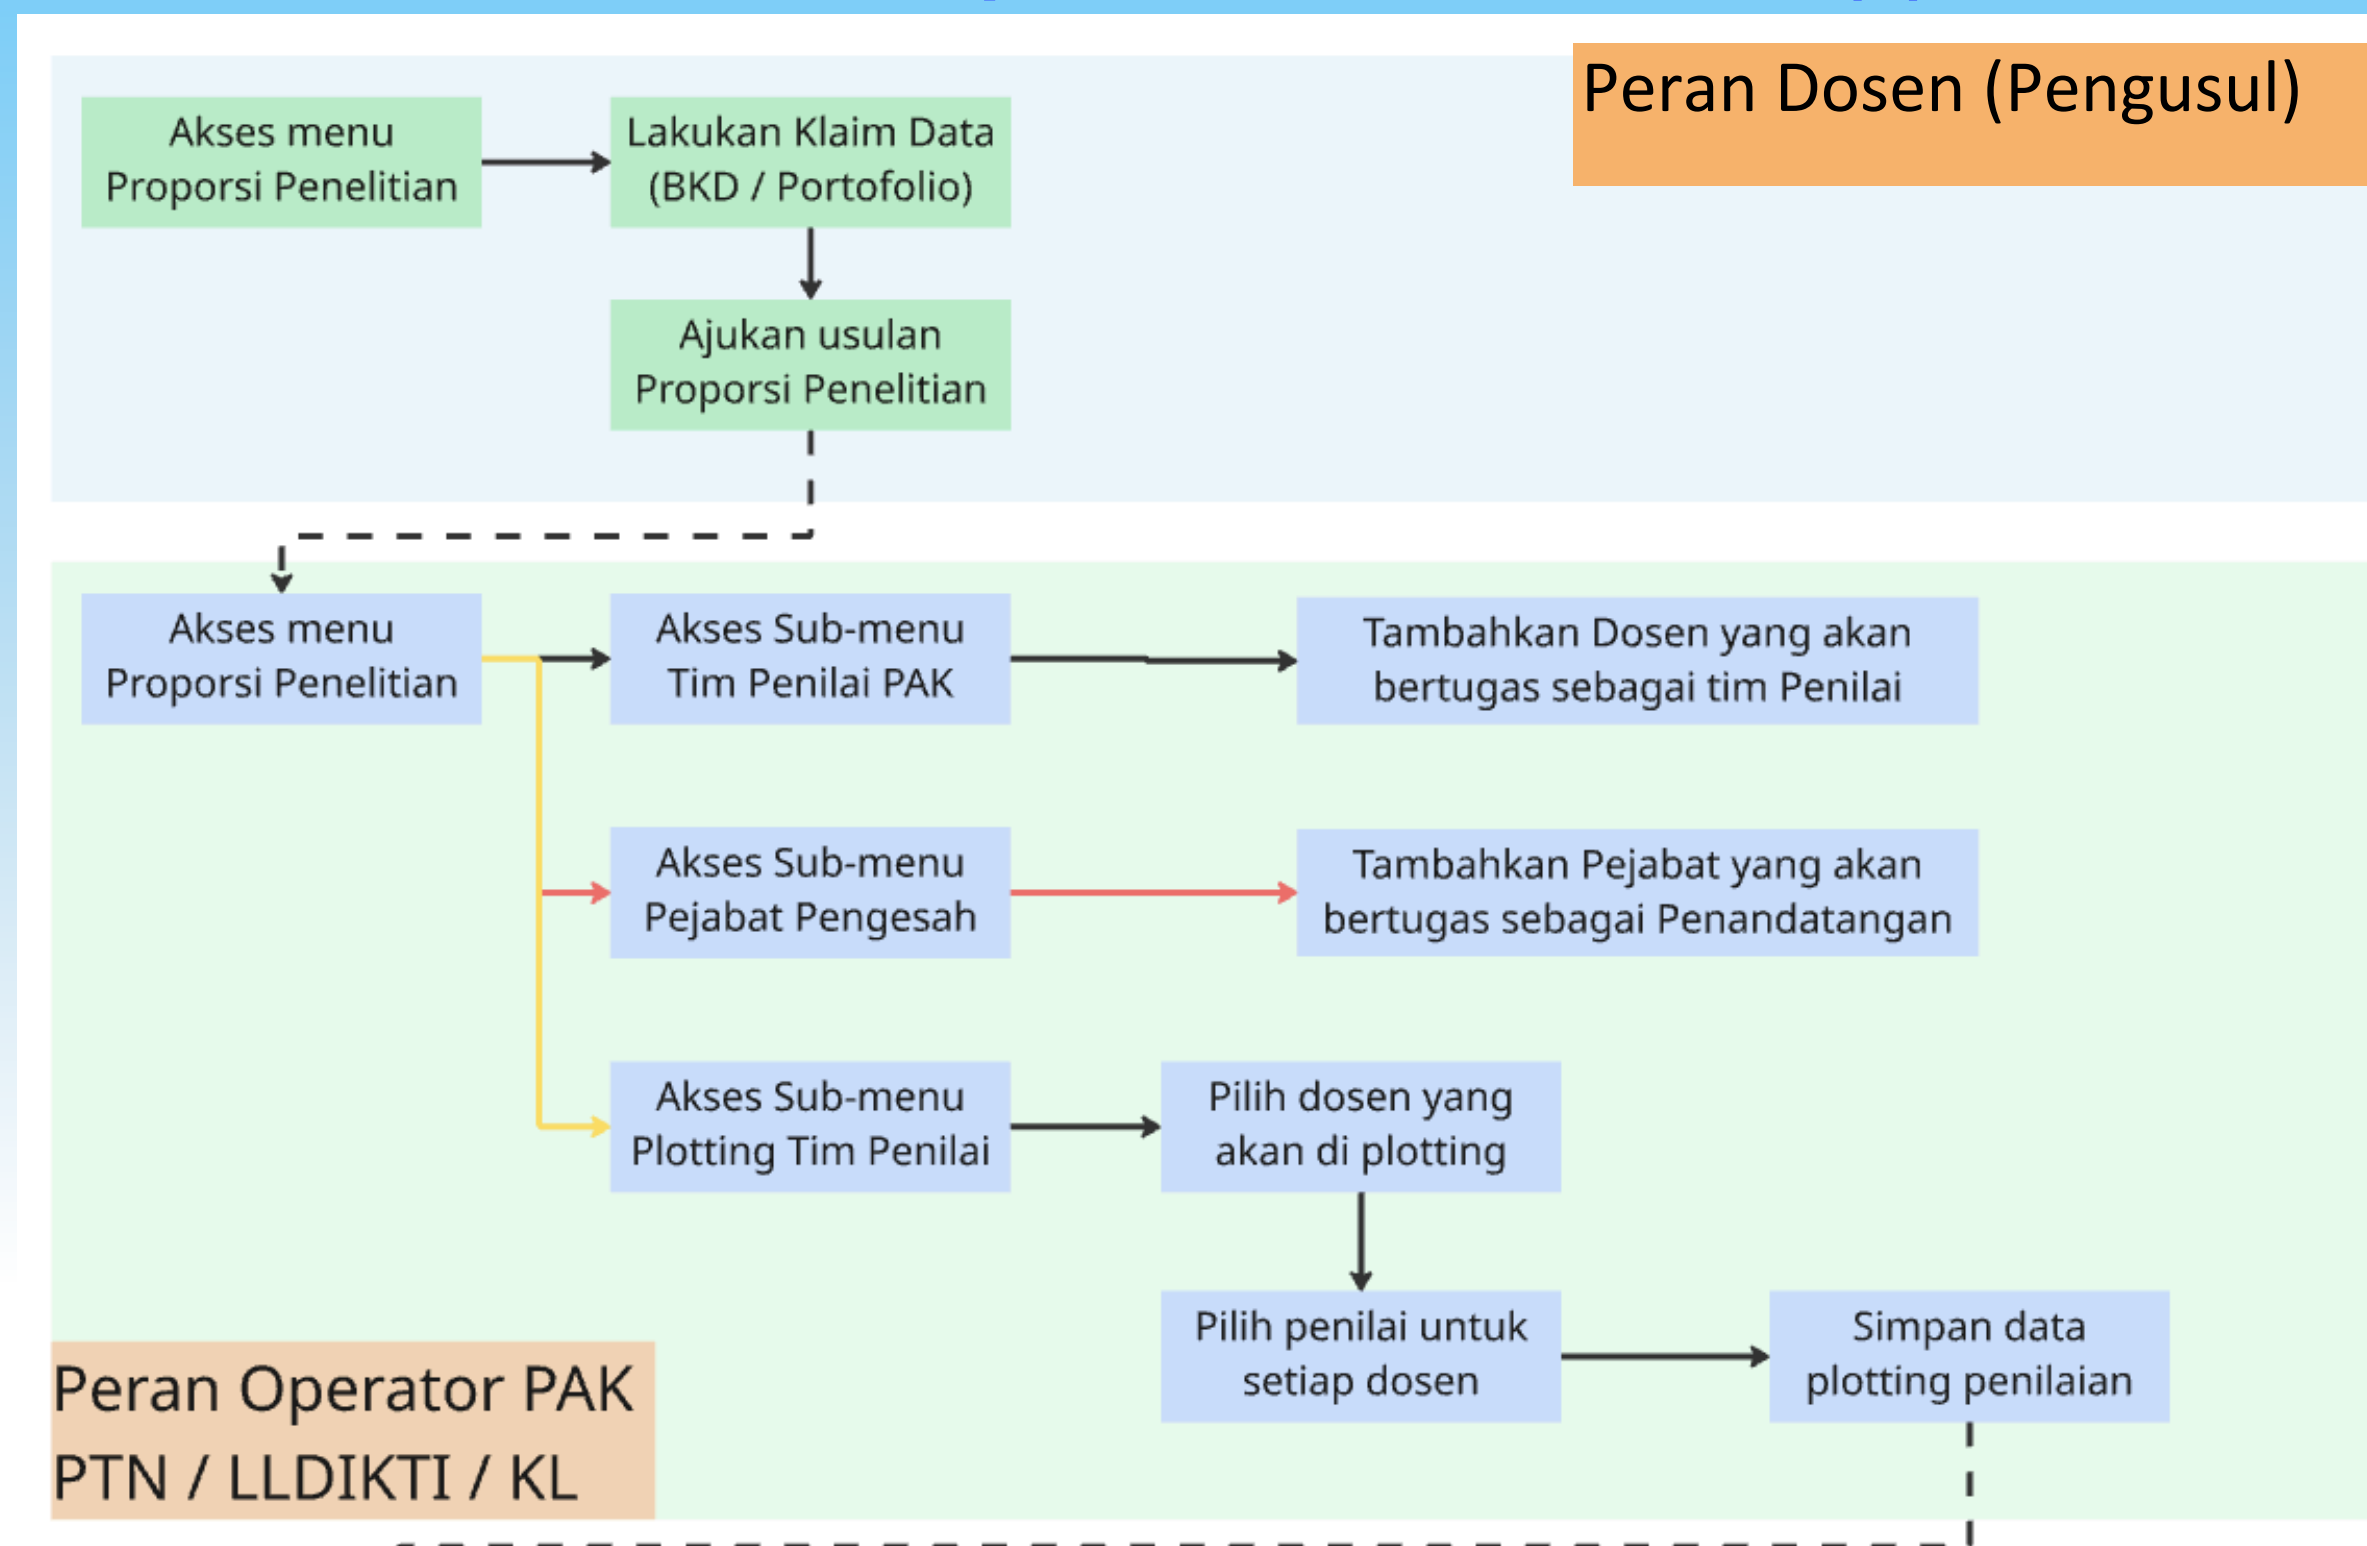 Peran Dosen (Pengusul)
Akses menu
Proporsi Penelitian
Lakukan Klaim Data
(BKD / Portofolio)
Ajukan usulan
Proporsi Penelitian
Akses menu
Proporsi Penelitian
Akses Sub-menu
Tim Penilai PAK
Tambahkan Dosen yang akan
bertugas sebagai tim Penilai
Akses Sub-menu
Pejabat Pengesah
Tambahkan Pejabat yang akan
bertugas sebagai Penandatangan
Akses Sub-menu
Plotting Tim Penilai
Pilih dosen yang
akan di plotting
Pilih penilai untuk
setiap dosen
Simpan data
plotting penilaian
Peran Operator PAK
PTN / LLDIKTI / KL